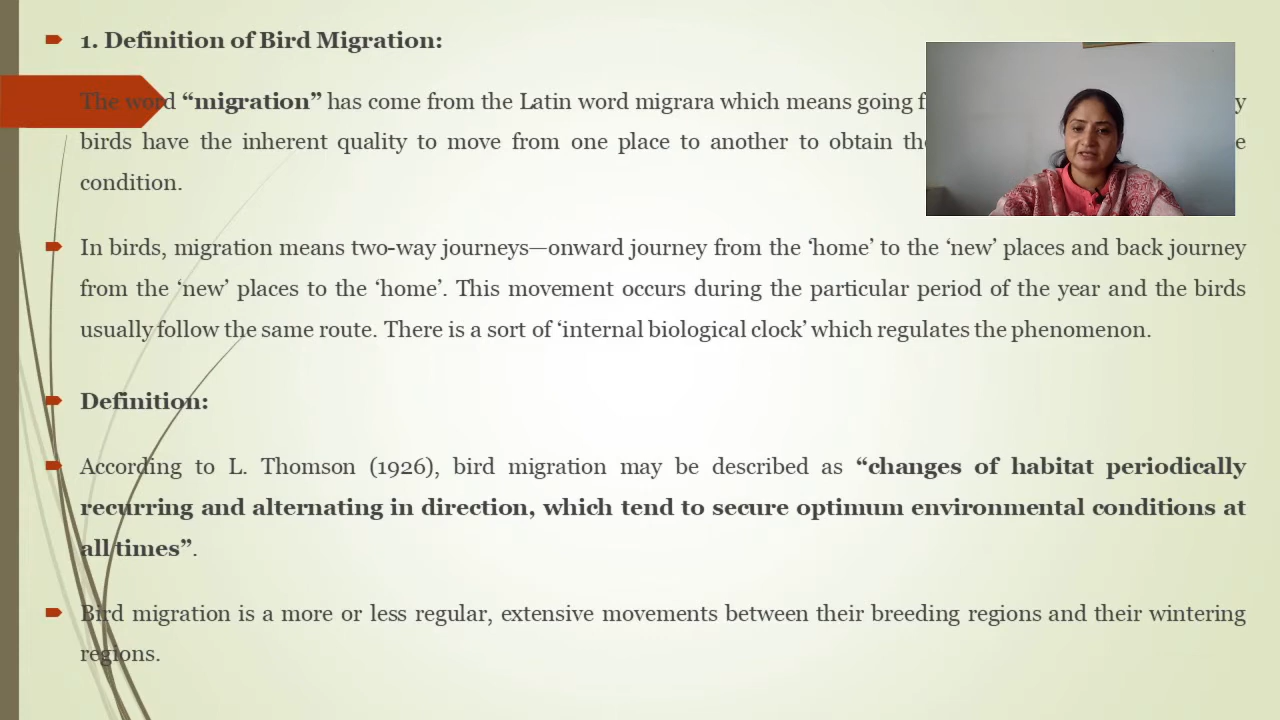 1. Definition of Bird Migration:
The word “migration” has come from the Latin word migrara which means going f y
birds have the inherent quality to move from one place to another to obtain the e
condition.
In birds, migration means two-way journeys—onward journey from the ‘home’ to the ‘new’ places and back journey
from the ‘new’ places to the ‘home’. This movement occurs during the particular period of the year and the birds
usually follow the same route. There is a sort of ‘internal biological clock’ which regulates the phenomenon.
Definition:
According to L. Thomson (1926), bird migration may be described as “changes of habitat periodically
recurring and alternating in direction, which tend to secure optimum environmental conditions at
all times”.
Bird migration is a more or less regular, extensive movements between their breeding regions and their wintering
regions.